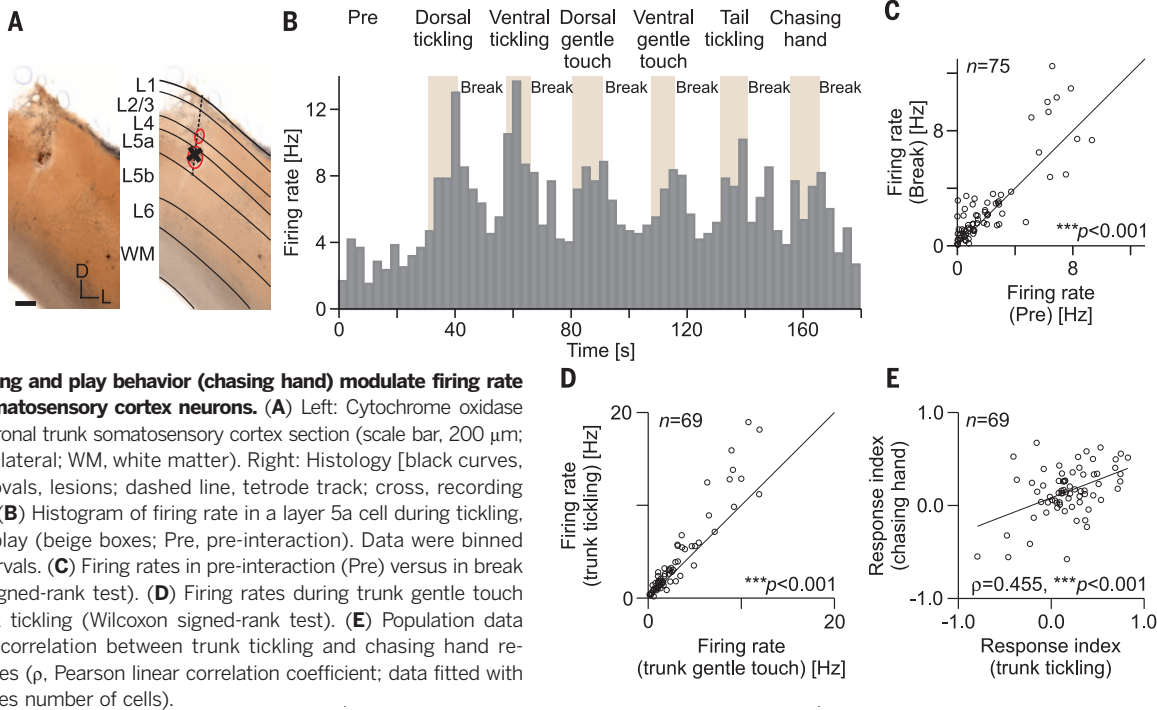 A
L1
L2/3
L4
L5a
L5b
L6
WM
D
L
B
Pre
Dorsal tickling
Ventral tickling
Dorsal gentle touch
Ventral gentle touch
Tail tickling
Chasing hand
Break Break Break Break Break Break
Firing rate [Hz]
12
8
4
0
0 40 80 120 160
Time [s]
C
n=75
Firing rate
(Break) [Hz]
8
0
***p<0.001
0 8
Firing rate
(Pre) [Hz]
ng and play behavior (chasing hand) modulate firing rate
matosensory cortex neurons. (A) Left: Cytochrome oxidase
ronal trunk somatosensory cortex section (scale bar, 200 μm;
lateral; WM, white matter). Right: Histology [black curves,
ovals, lesions; dashed line, tetrode track; cross, recording
(B) Histogram of firing rate in a layer 5a cell during tickling,
play (beige boxes; Pre, pre-interaction). Data were binned
rvals. (C) Firing rates in pre-interaction (Pre) versus in break
gned-rank test). (D) Firing rates during trunk gentle touch
k tickling (Wilcoxon signed-rank test). (E) Population data
correlation between trunk tickling and chasing hand re-
es (ρ, Pearson linear correlation coefficient; data fitted with
es number of cells).
D
20
n=69
Firing rate
(trunk tickling) [Hz]
0
***p<0.001
0 20
Firing rate
(trunk gentle touch) [Hz]
E
1.0
n=69
Response index
(chasing hand)
0.0
-1.0
ρ=0.455, ***p<0.001
-1.0 0.0 1.0
Response index
(trunk tickling)